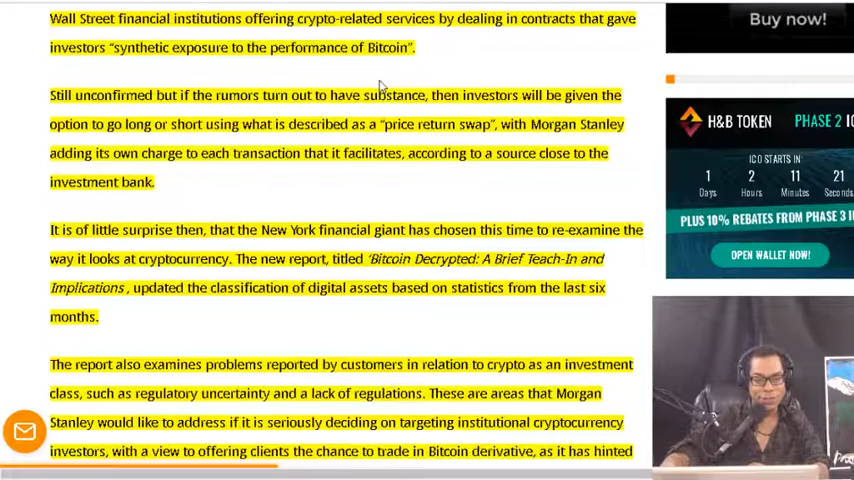 Wall Street financial institutions offering crypto-related services by dealing in contracts that gave
investors “synthetic exposure to the performance of Bitcoin”.
Still unconfirmed but if the rumors turn out to have substance, then investors will be given the
option to go long or short using what is described as a “price return swap”, with Morgan Stanley
adding its own charge to each transaction that it facilitates, according to a source close to the
investment bank.
It is of little surprise then, that the New York financial giant has chosen this time to re-examine the
way it looks at cryptocurrency. The new report, titled ‘Bitcoin Decrypted: A Brief Teach-In and
Implications , updated the classification of digital assets based on statistics from the last six
months.
The report also examines problems reported by customers in relation to crypto as an investment
class, such as regulatory uncertainty and a lack of regulations. These are areas that Morgan
Stanley would like to address if it is seriously deciding on targeting institutional cryptocurrency
investors, with a view to offering clients the chance to trade in Bitcoin derivative, as it has hinted
Buy now!
H&B TOKEN
PHASE 2
ICO STARTS IN
1 2 11 21
Days Hours Minutes Seconds
PLUS 10% REBATES FROM PHASE 3
OPEN WALLET NOW!